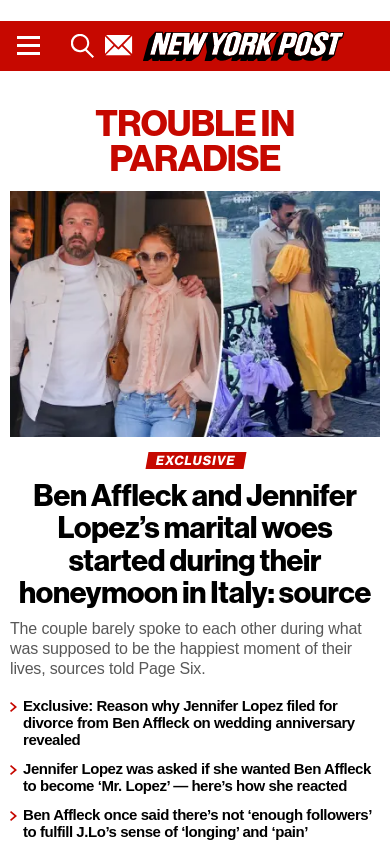 NEW YORK POST
TROUBLE IN
PARADISE
EXCLUSIVE
Ben Affleck and Jennifer
Lopez’s marital woes
started during their
honeymoon in Italy: source
The couple barely spoke to each other during what
was supposed to be the happiest moment of their
lives, sources told Page Six.
Exclusive: Reason why Jennifer Lopez filed for
divorce from Ben Affleck on wedding anniversary
revealed
Jennifer Lopez was asked if she wanted Ben Affleck
to become ‘Mr. Lopez’ — here’s how she reacted
Ben Affleck once said there’s not ‘enough followers’
to fulfill J.Lo’s sense of ‘longing’ and ‘pain’